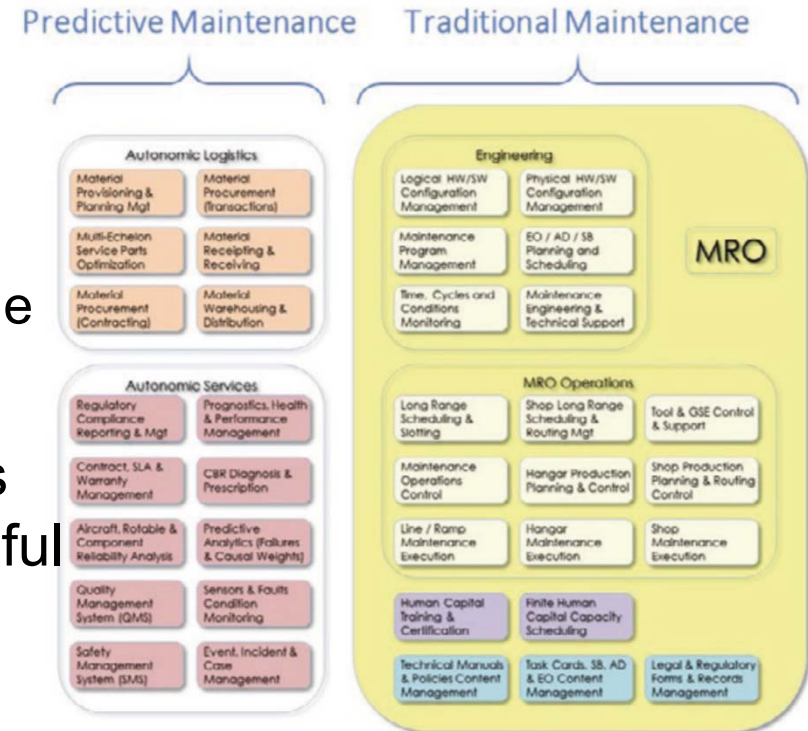 Predictive Maintenance
Traditional Maintenance
e
s
ful
Autonomic Logistics
Material
Provisioning &
Planning Mgt
Material
Procurement
(Transactions)
Multi-Echelon
Service Parts
Optimization
Material
Receipting &
Receiving
Material
Procurement
(Contracting)
Material
Warehousing &
Distribution
Autonomic Services
Regulatory
Compliance
Reporting & Mgt
Prognostics, Health
& Performance
Management
Contract, SLA &
Warranty
Management
CBR Diagnosis &
Prescription
Aircraft, Rotable &
Component
Reliability Analysis
Predictive
Analytics (Failures
& Causal Weights)
Quality
Management
System (QMS)
Sensors & Faults
Condition
Monitoring
Safety
Management
System (SMS)
Event, Incident &
Case
Management
Engineering
Logical HW/SW
Configuration
Management
Physical HW/SW
Configuration
Management
Maintenance
Program
Management
EO / AD / SB
Planning and
Scheduling
Time, Cycles and
Conditions
Monitoring
Maintenance
Engineering &
Technical Support
MRO
MRO Operations
Long Range
Scheduling &
Slotting
Shop Long Range
Scheduling &
Routing Mgt
Tool & GSE Control
& Support
Maintenance
Operations
Control
Hangar Production
Planning & Control
Shop Production
Planning & Routing
Control
Line / Ramp
Maintenance
Execution
Hangar
Maintenance
Execution
Shop
Maintenance
Execution
Human Capital
Training &
Certification
Finite Human
Capital Capacity
Scheduling
Technical Manuals
& Policies Content
Management
Task Cards, SB, AD
& EO Content
Management
Legal & Regulatory
Forms & Records
Management